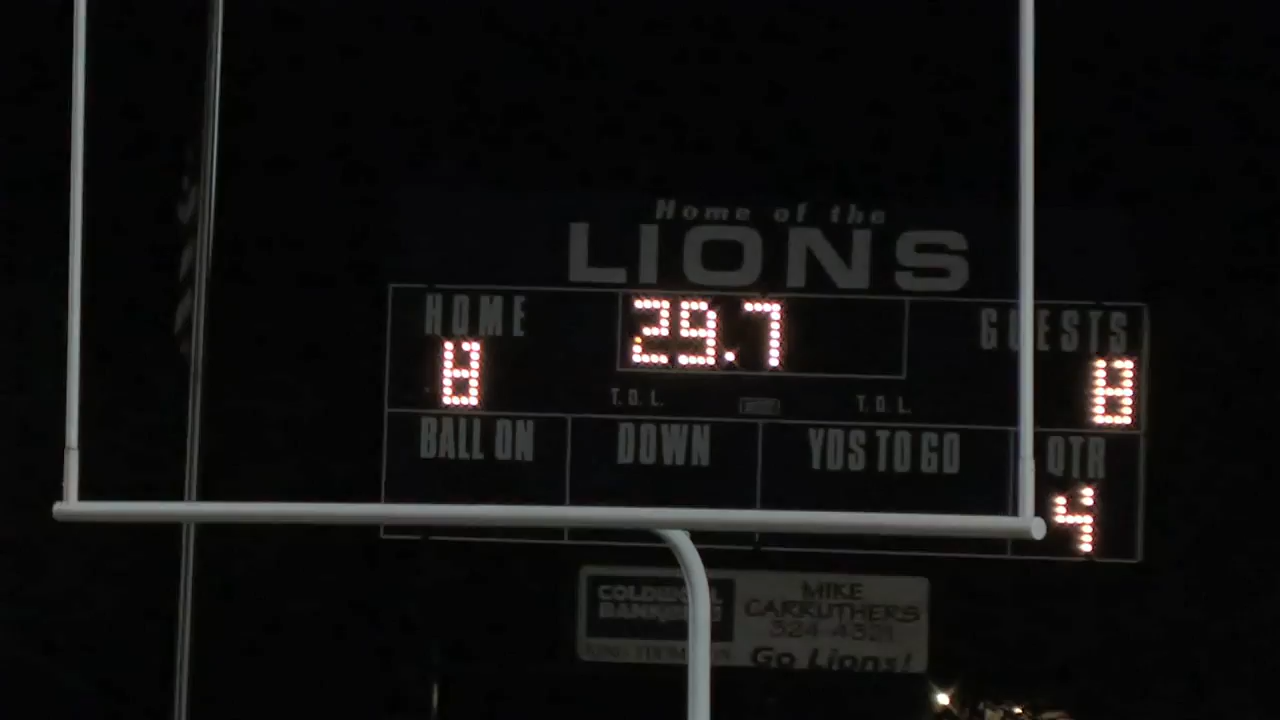 Home of the
LIONS
HOME 29.7 GUESTS
8 8
T.O.L. T.O.L.
BALL ON DOWN YDS TO GO QTR
4
COLDWELL BANKER
MIKE
CARRUTHERS
524-4321
Go Lions!